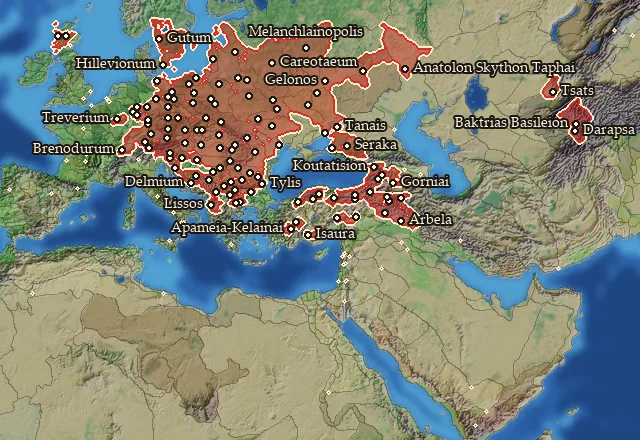 Melanchlainopolis
Gutum
Hillevionum
Careotaeum
Anatolon Skython Taphai
Gelonos
Tsats
Treverium
Tanais
Baktrias Basileion
Darapsa
Brenodurum
Seraka
Koutatision
Delmium
Tylis
Gorniai
Lissos
Arbela
Apameia-Kelainai
Isaura